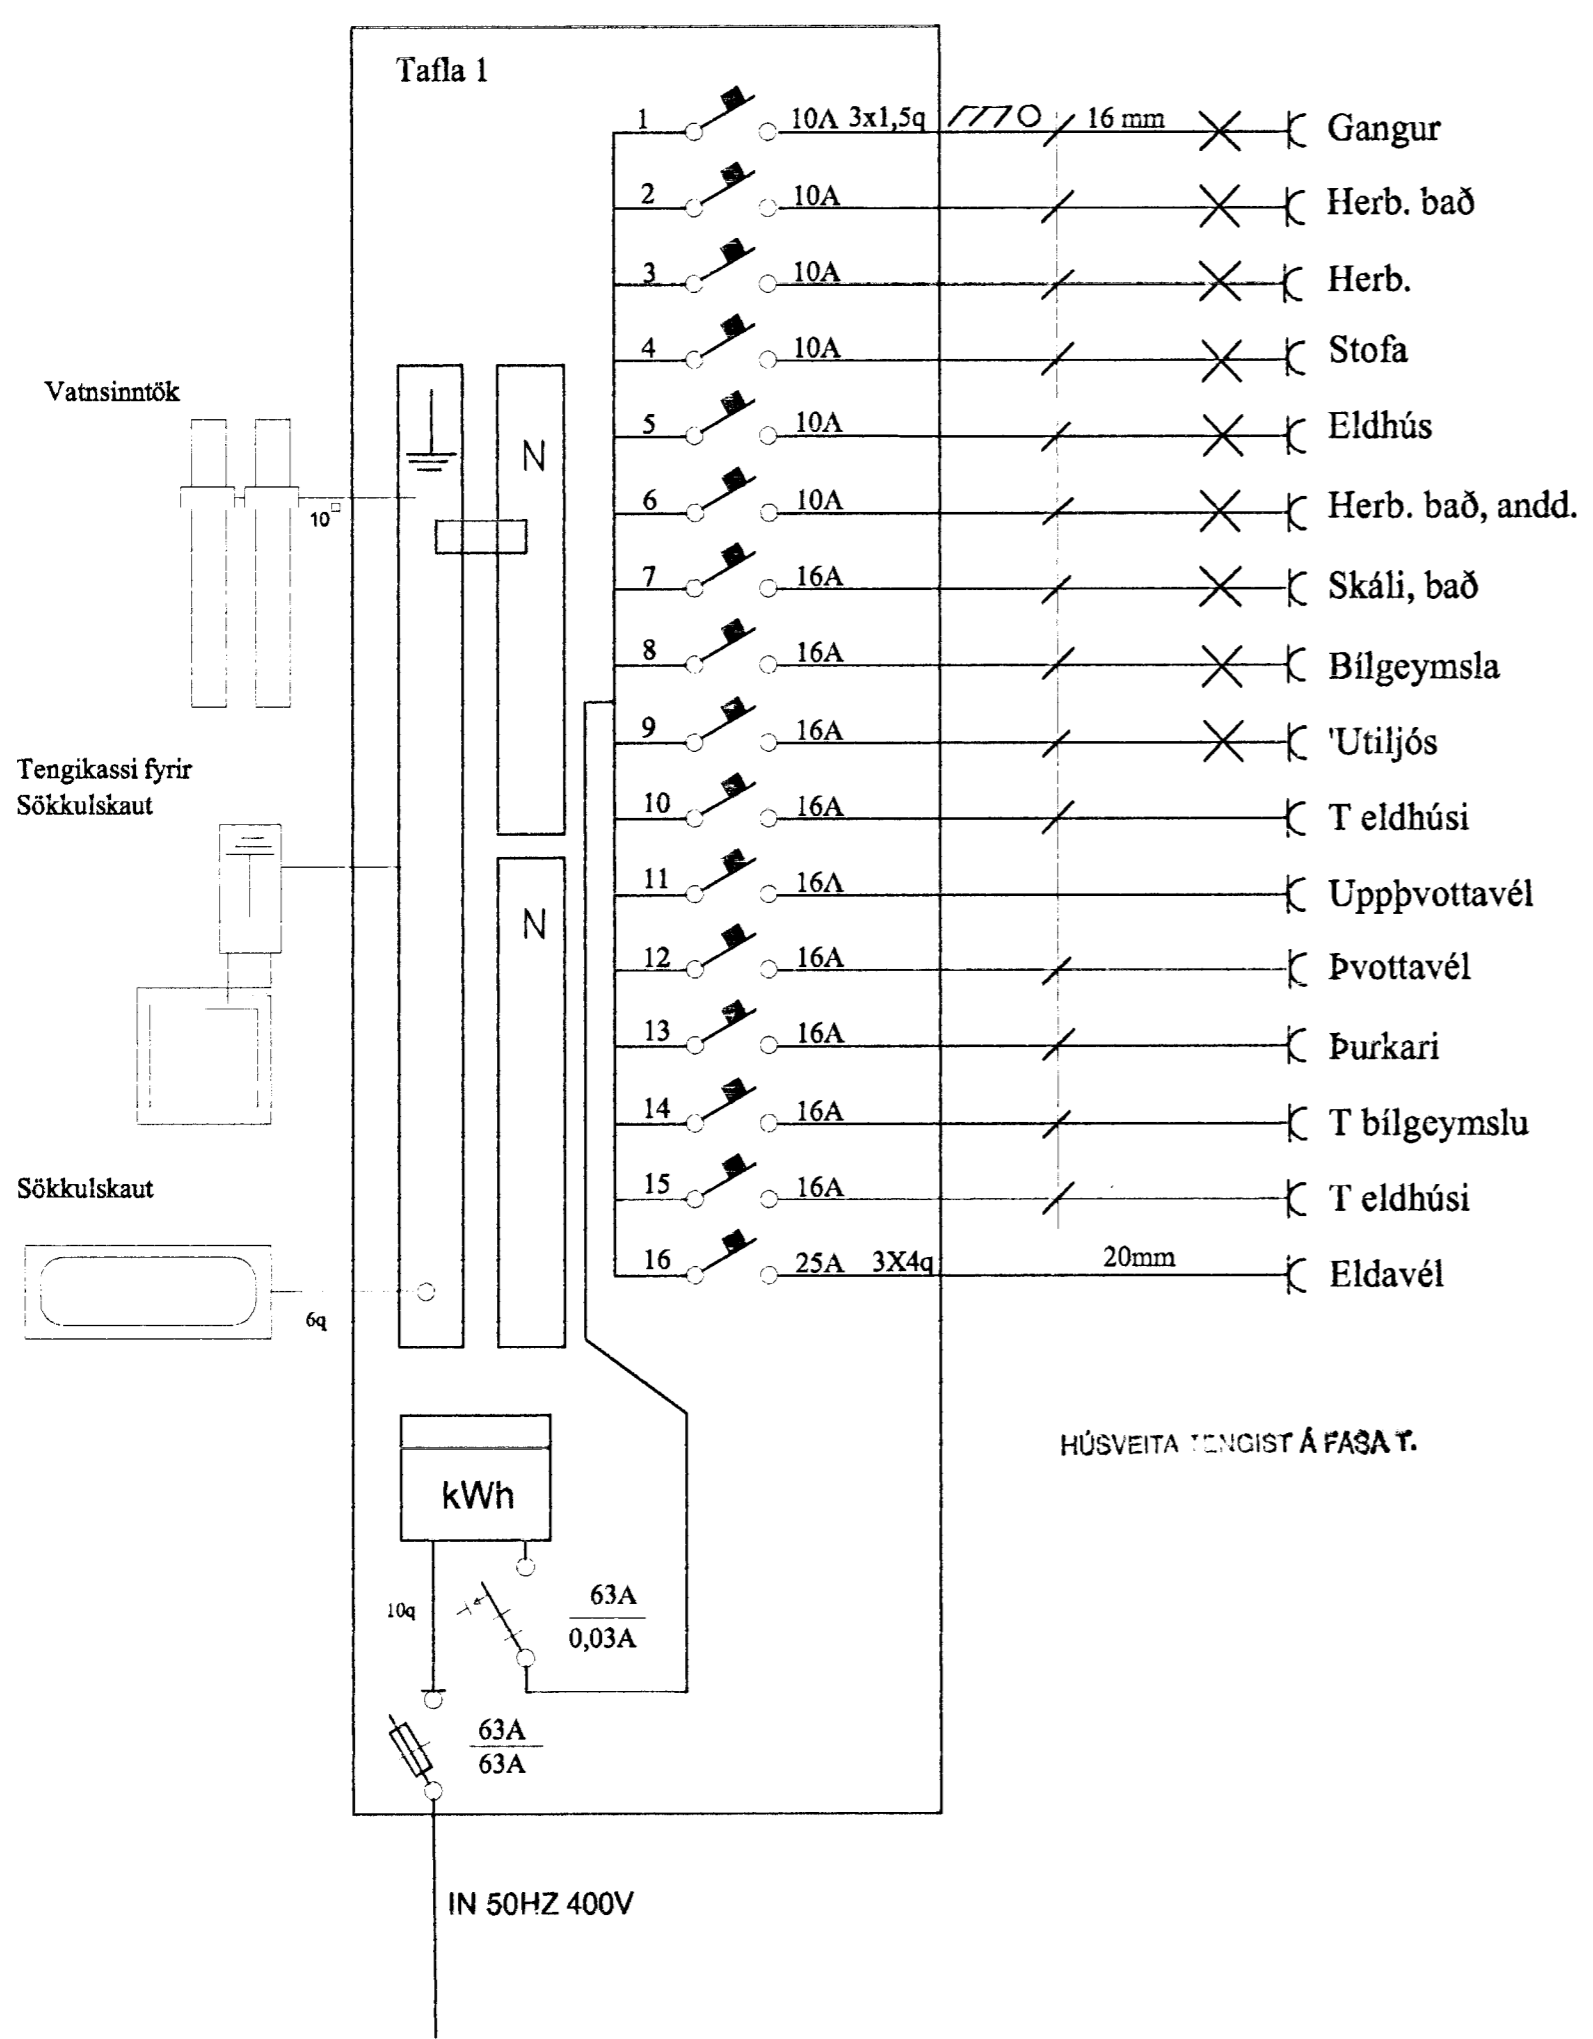 Tafla 1
1 10A 3x1,5q 16 mm Gangur
2 10A Herb. bað
3 10A Herb.
4 10A Stofa
5 10A Eldhús
6 10A Herb. bað, andd.
7 16A Skáli, bað
8 16A Bílgeymsla
9 16A 'Utiljós
10 16A T eldhúsi
11 16A Uppþvottavél
12 16A Þvottavél
13 16A Þurkari
14 16A T bílgeymslu
15 16A T eldhúsi
16 25A 3X4q 20mm Eldavél
Vatnsinntök
10□
N
Tengikassi fyrir
Sökkulskaut
N
Sökkulskaut
6q
HÚSVEITA TENGIST Á FASA T.
kWh
10q
63A
0,03A
63A
63A
IN 50HZ 400V